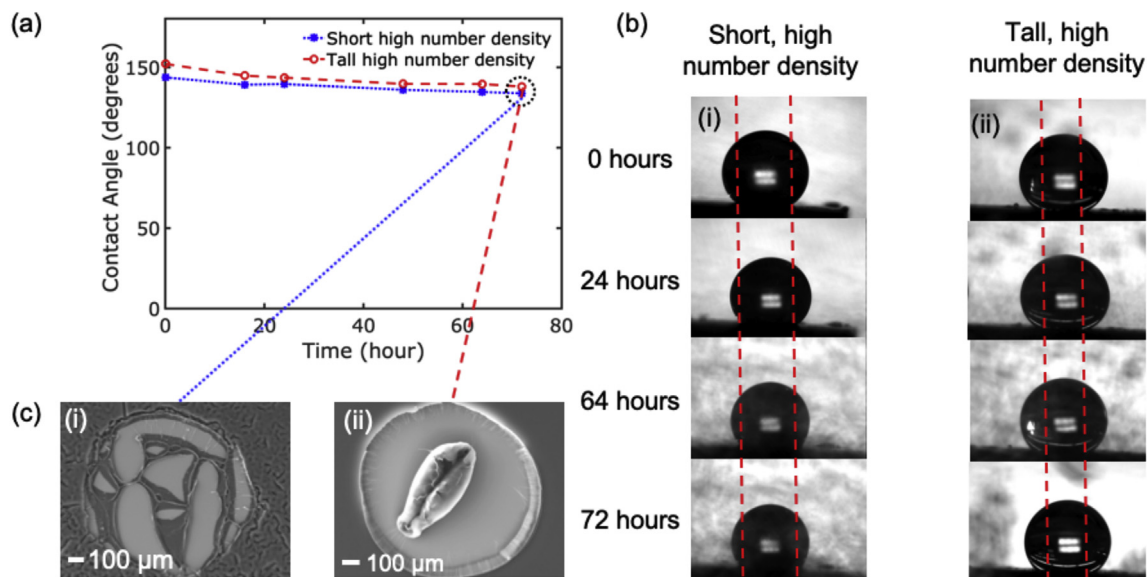 (a)
Short high number density
Tall high number density
150
100
50
0
0
20
40
60
80
Contact Angle (degrees)
Time (hour)
(b)
Short, high
number density
Tall, high
number density
(i)
(ii)
0 hours
24 hours
64 hours
72 hours
(c)
(i)
100 µm
(ii)
100 µm